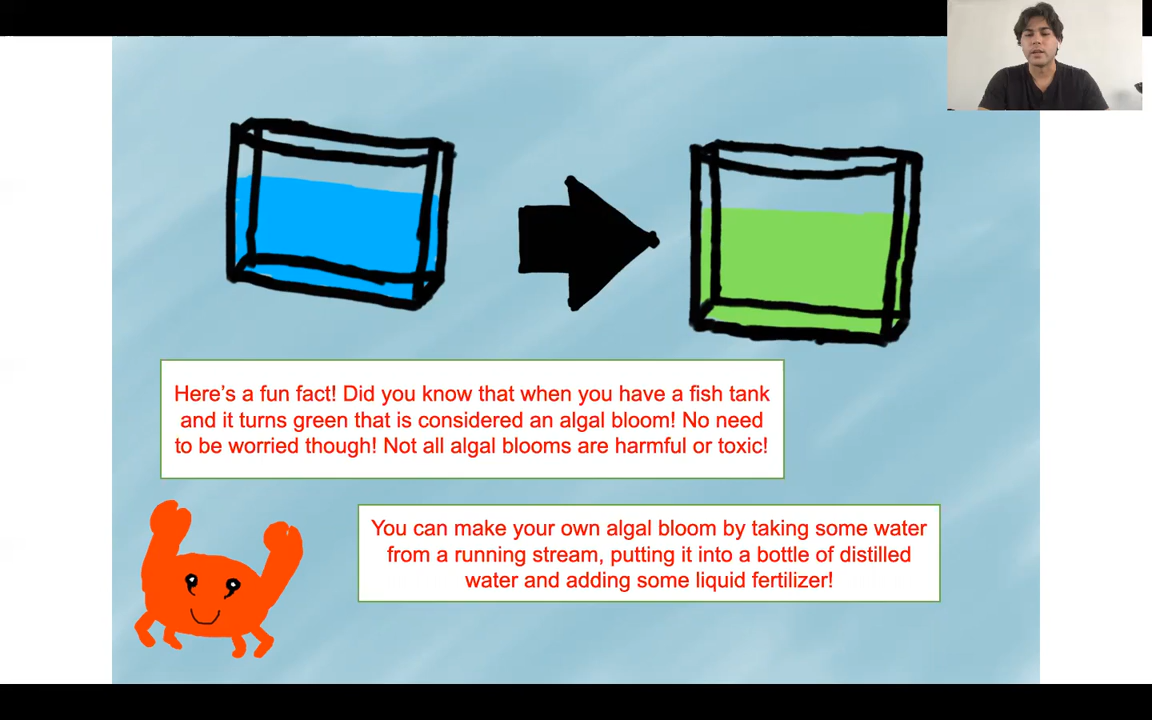 Here’s a fun fact! Did you know that when you have a fish tank
and it turns green that is considered an algal bloom! No need
to be worried though! Not all algal blooms are harmful or toxic!
You can make your own algal bloom by taking some water
from a running stream, putting it into a bottle of distilled
water and adding some liquid fertilizer!